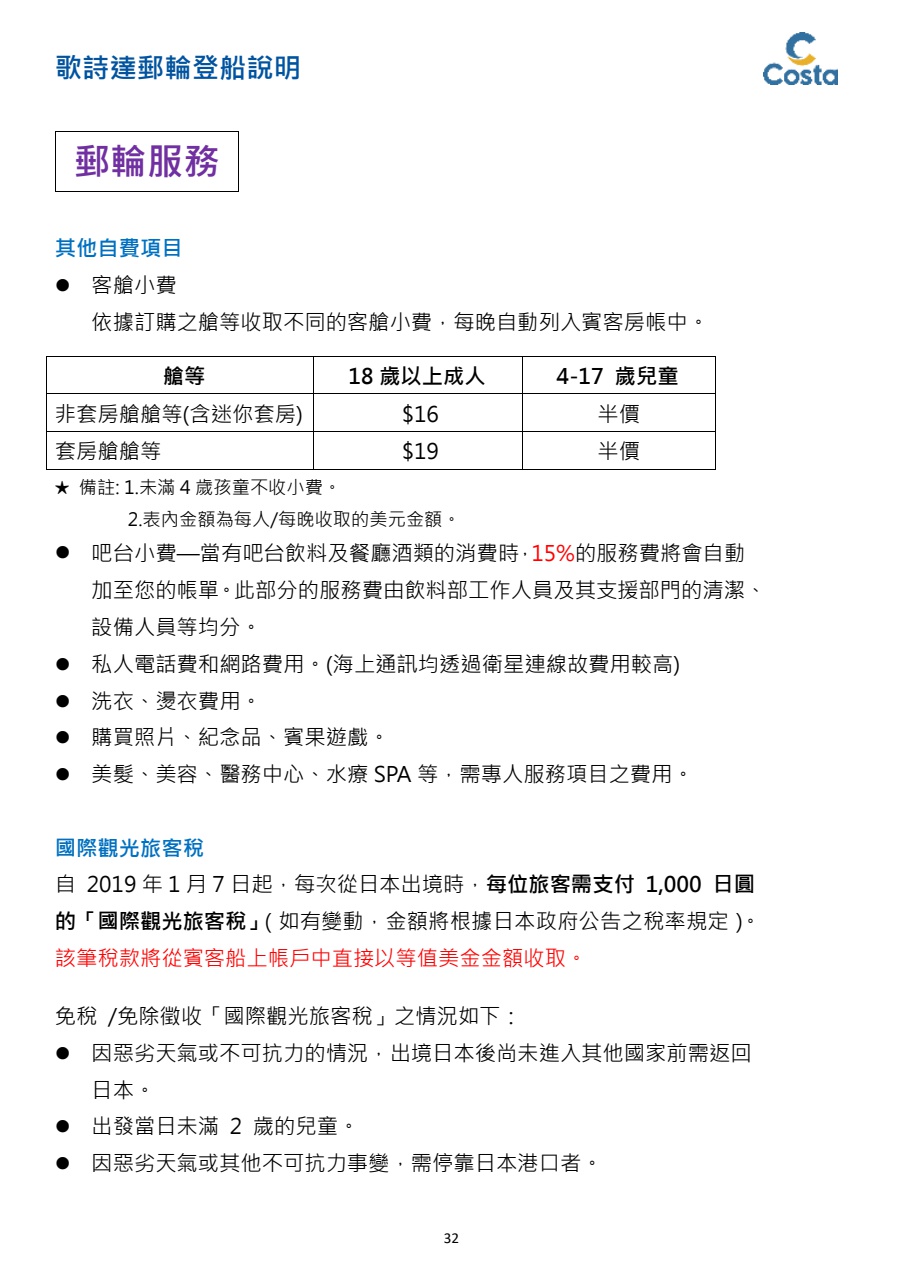 歌詩達郵輪登船說明
Costa
郵輪服務
其他自費項目
● 客艙小費
依據訂購之艙等收取不同的客艙小費，每晚自動列入賓客房帳中。
艙等 18 歲以上成人 4-17 歲兒童
非套房艙艙等(含迷你套房) $16 半價
套房艙艙等 $19 半價
★ 備註: 1.未滿 4 歲孩童不收小費。
2.表內金額為每人/每晚收取的美元金額。
● 吧台小費—當有吧台飲料及餐廳酒類的消費時，15%的服務費將會自動
加至您的帳單。此部分的服務費由飲料部工作人員及其支援部門的清潔、
設備人員等均分。
● 私人電話費和網路費用。(海上通訊均透過衛星連線故費用較高)
● 洗衣、燙衣費用。
● 購買照片、紀念品、賓果遊戲。
● 美髮、美容、醫務中心、水療 SPA 等，需專人服務項目之費用。
國際觀光旅客稅
自 2019 年 1 月 7 日起，每次從日本出境時，每位旅客需支付 1,000 日圓
的「國際觀光旅客稅」( 如有變動，金額將根據日本政府公告之稅率規定 )。
該筆稅款將從賓客船上帳戶中直接以等值美金金額收取。
免稅 /免除徵收「國際觀光旅客稅」之情況如下：
● 因惡劣天氣或不可抗力的情況，出境日本後尚未進入其他國家前需返回
日本。
● 出發當日未滿 2 歲的兒童。
● 因惡劣天氣或其他不可抗力事變，需停靠日本港口者。
32